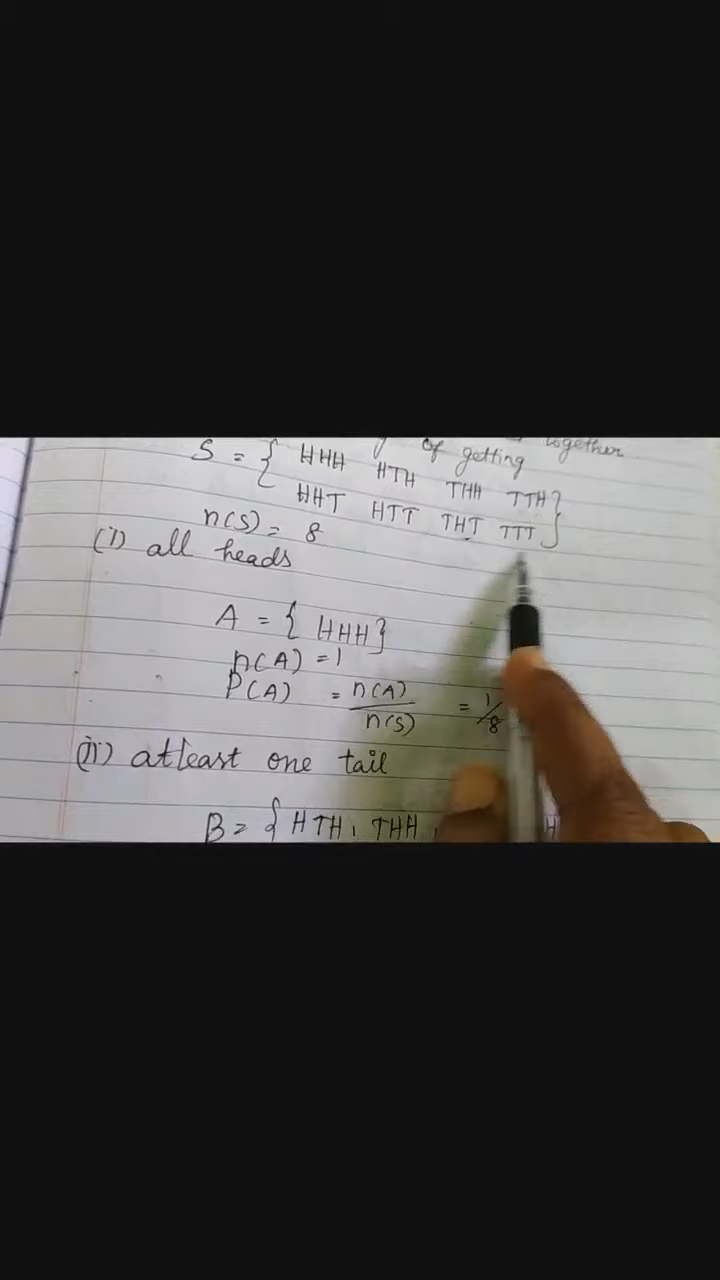 of getting together
S = { HHH HTH THH TTH }
HHT HTT THT TTT
n(S) = 8
(i) all heads
A = { HHH }
n(A) = 1
P(A) = n(A) / n(S) = 1/8
(ii) atleast one tail
B = { HTH, THH, H